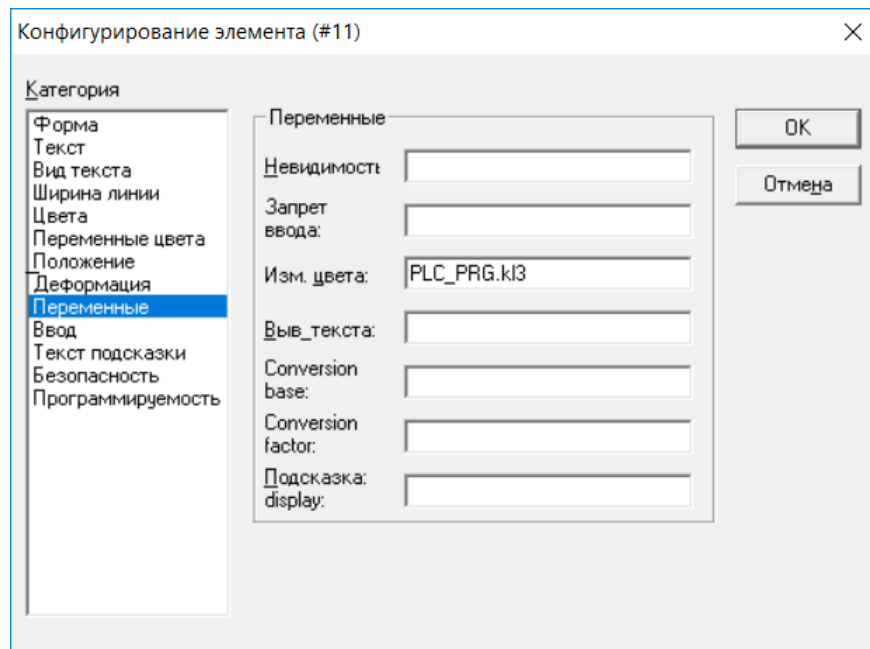 Конфигурирование элемента (#11)
Категория
Форма
Текст
Вид текста
Ширина линии
Цвета
Переменные цвета
Положение
Деформация
Переменные
Ввод
Текст подсказки
Безопасность
Программируемость
Переменные
Невидимость
Запрет
ввода:
Изм. цвета:
PLC_PRG.kl3
Выв_текста:
Conversion
base:
Conversion
factor:
Подсказка:
display:
OK
Отмена